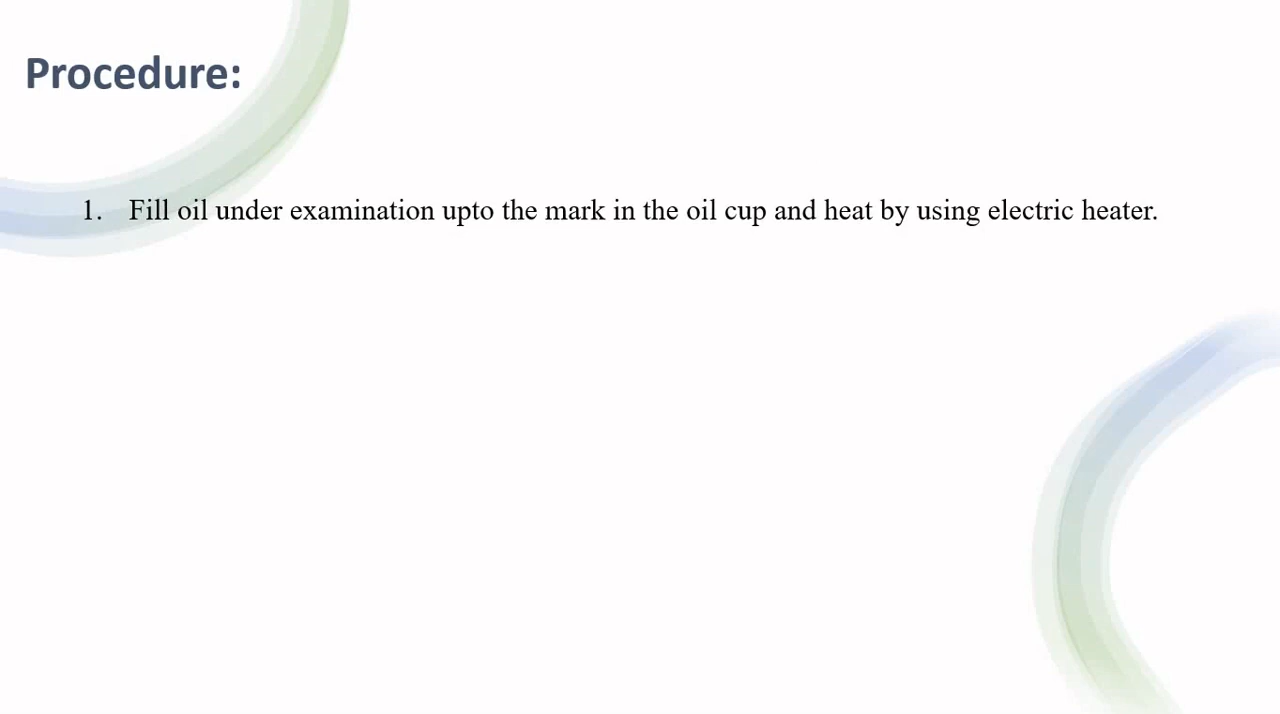 Procedure:
1. Fill oil under examination upto the mark in the oil cup and heat by using electric heater.